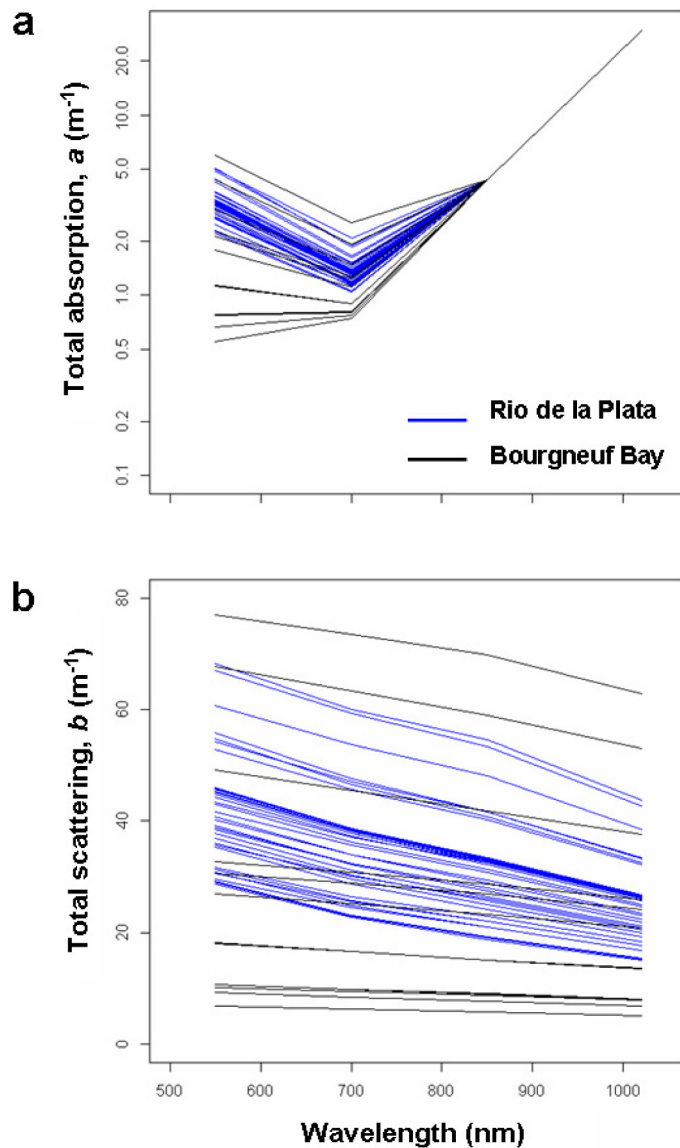 a
Total absorption, a (m-1)
20.0
10.0
5.0
2.0
1.0
0.5
0.2
0.1
Rio de la Plata
Bourgneuf Bay
b
Total scattering, b (m-1)
80
60
40
20
0
500 600 700 800 900 1000
Wavelength (nm)